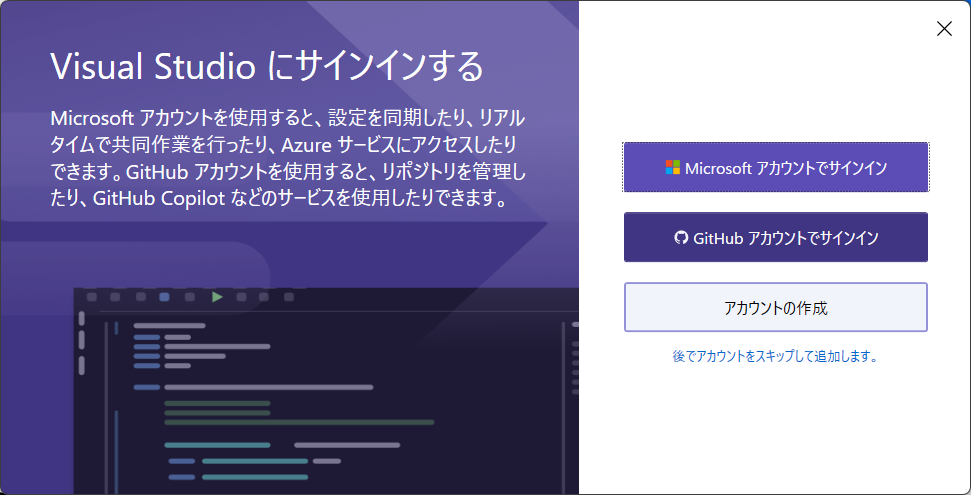 Visual Studio にサインインする
Microsoft アカウントを使用すると、設定を同期したり、リアル
タイムで共同作業を行ったり、Azure サービスにアクセスしたり
できます。GitHub アカウントを使用すると、リポジトリを管理し
たり、GitHub Copilot などのサービスを使用したりできます。
Microsoft アカウントでサインイン
GitHub アカウントでサインイン
アカウントの作成
後でアカウントをスキップして追加します。